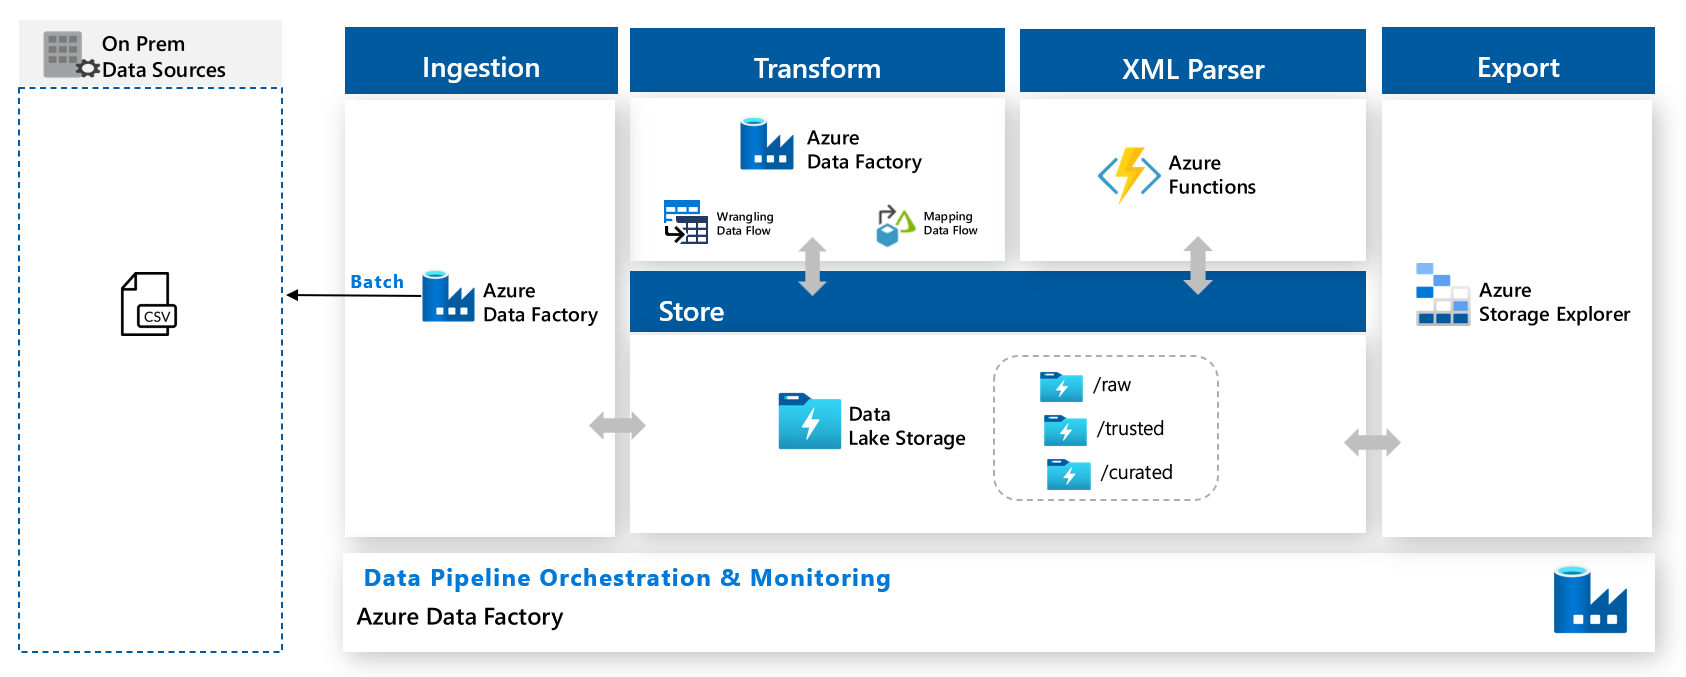 On Prem
Data Sources
CSV
Ingestion
Batch
Azure
Data Factory
Transform
Azure
Data Factory
Wrangling
Data Flow
Mapping
Data Flow
XML Parser
Azure
Functions
Store
Data
Lake Storage
/raw
/trusted
/curated
Export
Azure
Storage Explorer
Data Pipeline Orchestration & Monitoring
Azure Data Factory